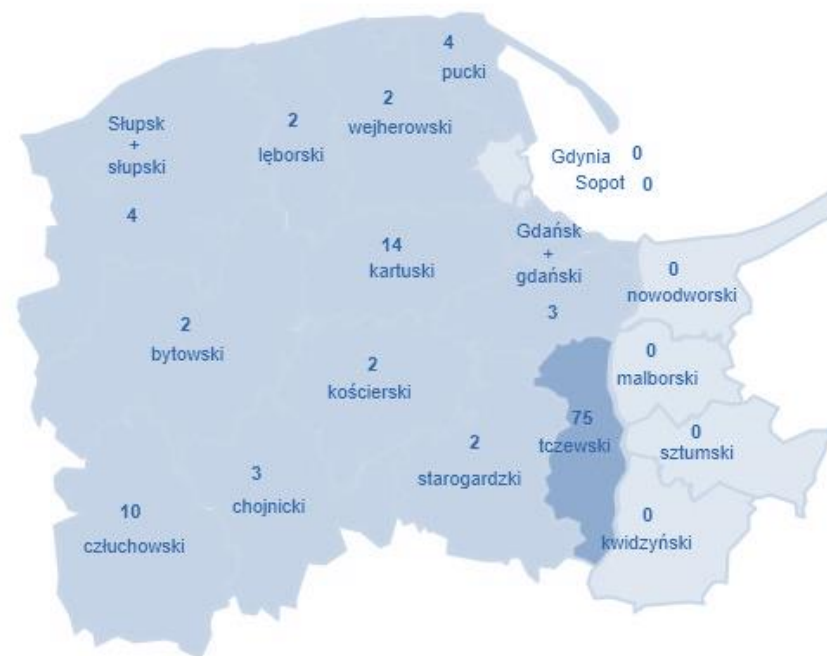 4
pucki
2
wejherowski
2
lęborski
Słupsk
+
słupski
4
Gdynia 0
Sopot 0
14
kartuski
Gdańsk
+
gdański
3
0
nowodworski
2
bytowski
2
kościerski
0
malborski
75
tczewski
0
sztumski
2
starogardzki
3
chojnicki
10
człuchowski
0
kwidzyński